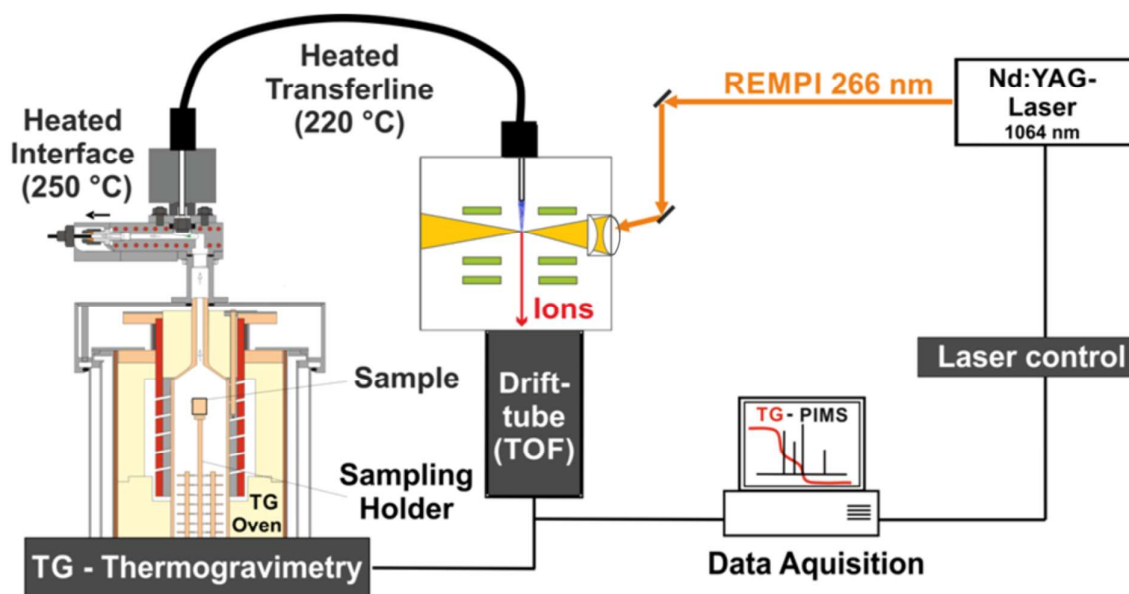 Heated
Transferline
(220 °C)
Heated
Interface
(250 °C)
REMPI 266 nm
Nd:YAG-
Laser
1064 nm
Ions
Laser control
Sample
Drift-
tube
(TOF)
TG - PIMS
Sampling
Holder
TG
Oven
TG - Thermogravimetry
Data Aquisition